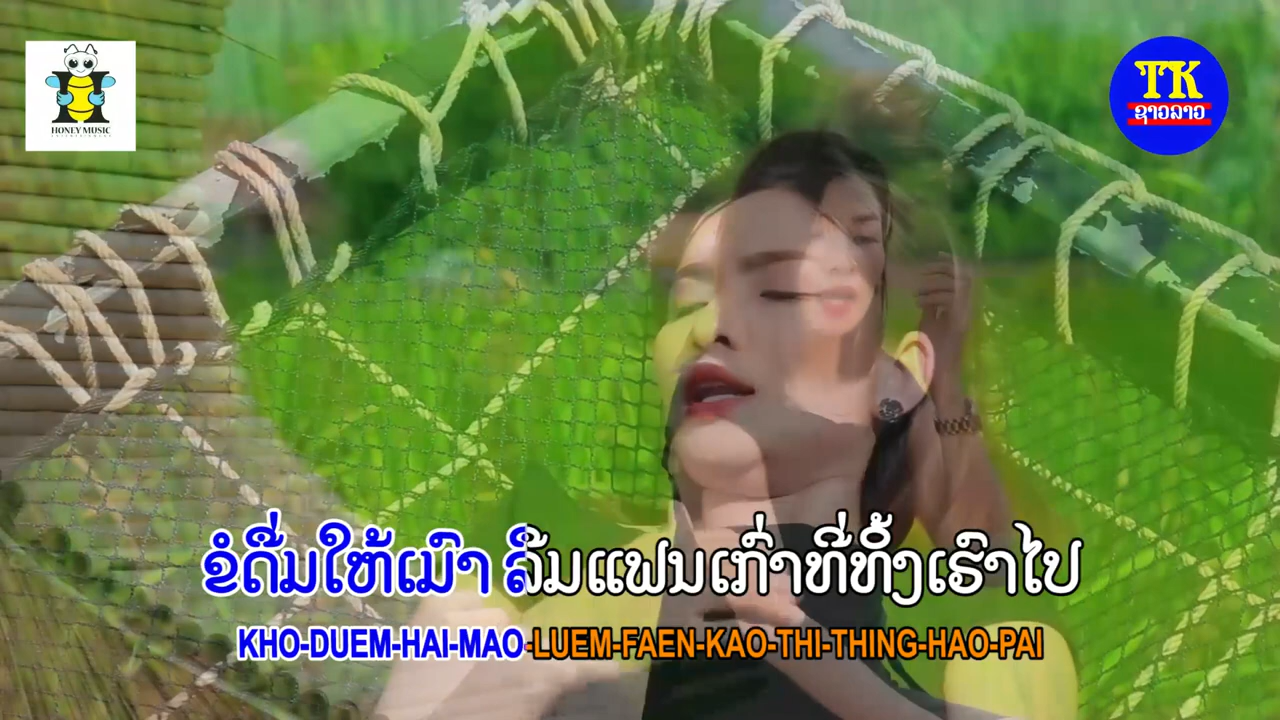 HONEY MUSIC
ENTERTAINMENT
TK
ຊາວລາວ
ຂໍດື່ມໃຫ້ເມົາ ລືມແຟນເກົ່າທີ່ທິ້ງເຮົາໄປ
KHO-DUEM-HAI-MAO-LUEM-FAEN-KAO-THI-THING-HAO-PAI